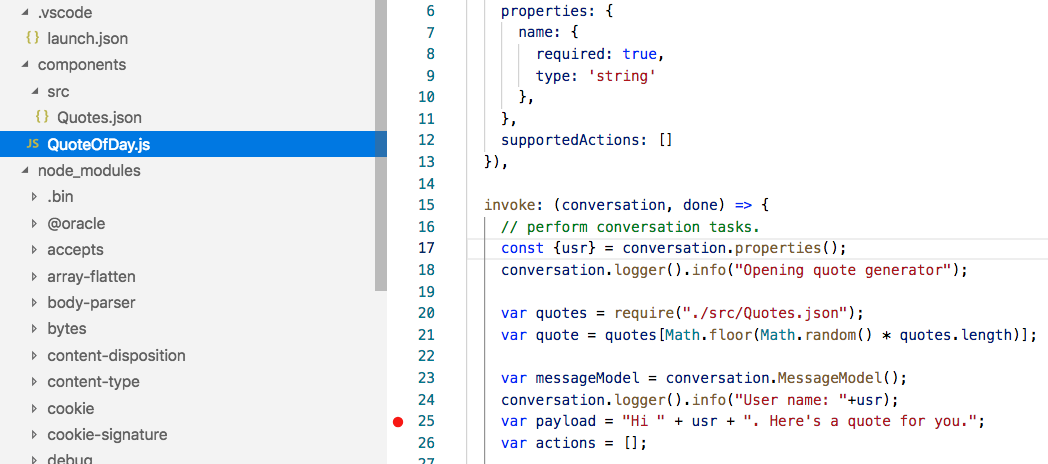 .vscode
{} launch.json
components
src
{} Quotes.json
JS QuoteOfDay.js
node_modules
.bin
@oracle
accepts
array-flatten
body-parser
bytes
content-disposition
content-type
cookie
cookie-signature
debug
6 properties: {
7 name: {
8 required: true,
9 type: 'string'
10 },
11 },
12 supportedActions: []
13 }),
14
15 invoke: (conversation, done) => {
16 // perform conversation tasks.
17 const {usr} = conversation.properties();
18 conversation.logger().info("Opening quote generator");
19
20 var quotes = require("./src/Quotes.json");
21 var quote = quotes[Math.floor(Math.random() * quotes.length)];
22
23 var messageModel = conversation.MessageModel();
24 conversation.logger().info("User name: "+usr);
25 var payload = "Hi " + usr + ". Here's a quote for you.";
26 var actions = [];
27